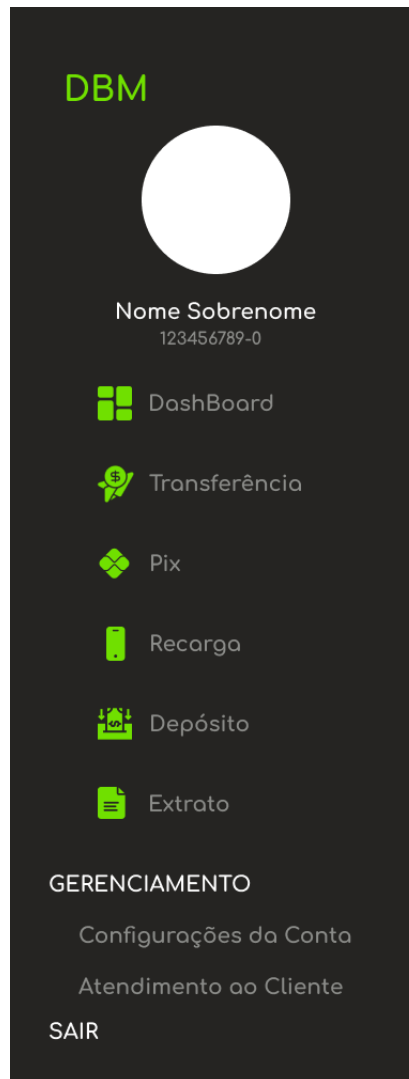 DBM
Nome Sobrenome
123456789-0
DashBoard
Transferência
Pix
Recarga
Depósito
Extrato
GERENCIAMENTO
Configurações da Conta
Atendimento ao Cliente
SAIR